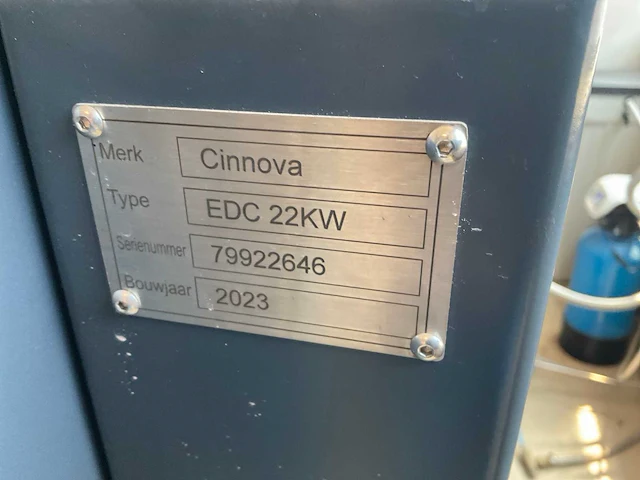 Merk Cinnova
Type EDC 22KW
Serienummer 79922646
Bouwjaar 2023